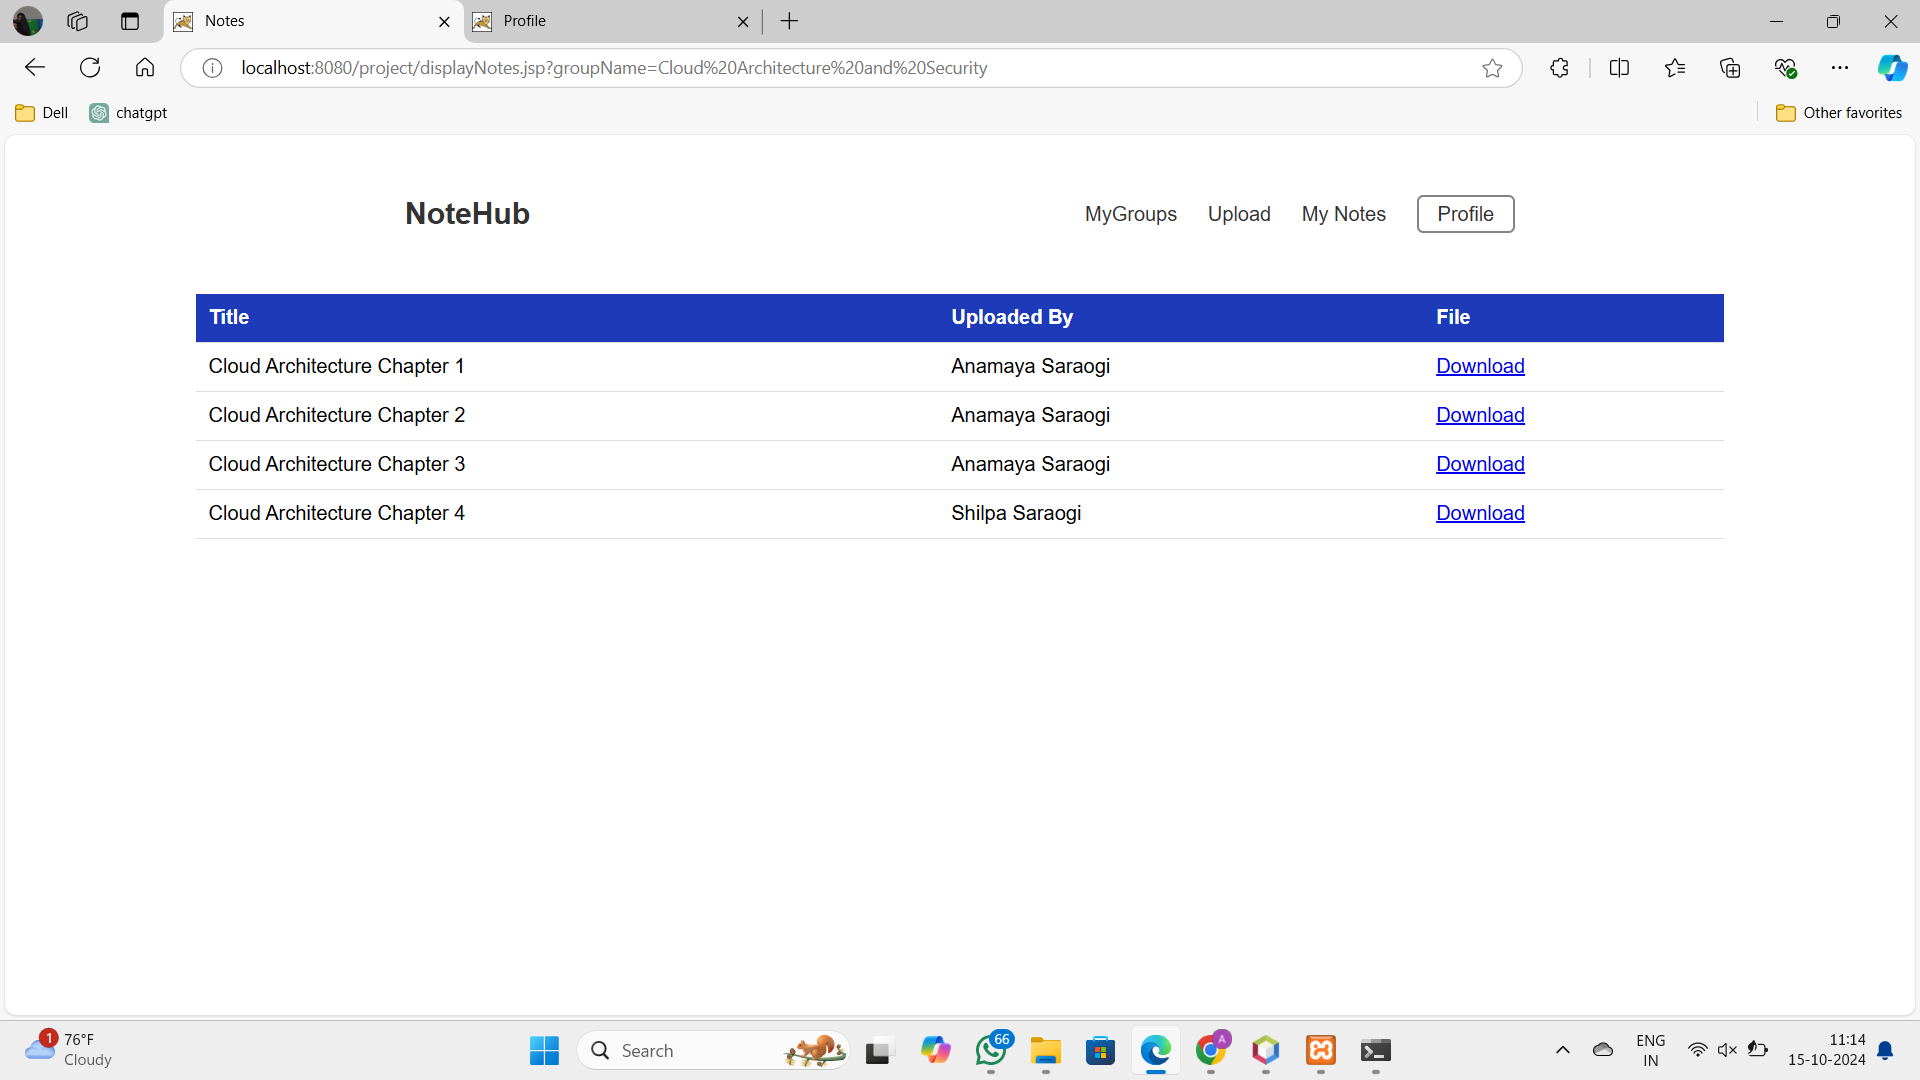 Notes
Profile
localhost:8080/project/displayNotes.jsp?groupName=Cloud%20Architecture%20and%20Security
Dell
chatgpt
Other favorites
NoteHub
MyGroups
Upload
My Notes
Profile
Title Uploaded By File
Cloud Architecture Chapter 1 Anamaya Saraogi Download
Cloud Architecture Chapter 2 Anamaya Saraogi Download
Cloud Architecture Chapter 3 Anamaya Saraogi Download
Cloud Architecture Chapter 4 Shilpa Saraogi Download
1
76°F
Cloudy
Search
66
A
ENG
IN
11:14
15-10-2024